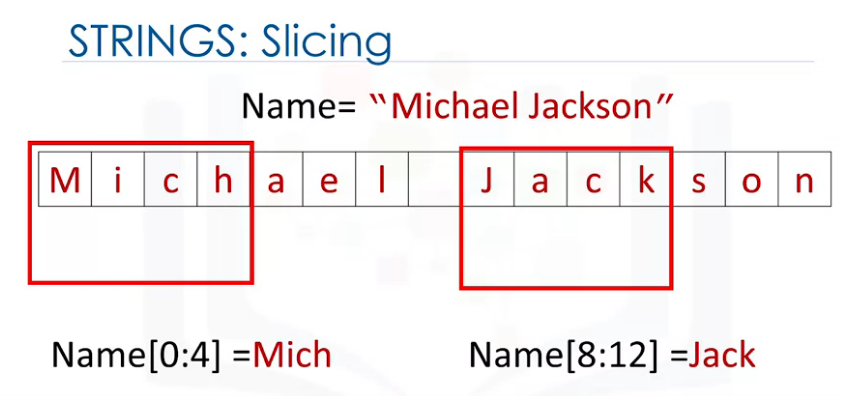 STRINGS: Slicing
Name= “Michael Jackson”
M i c h a e l J a c k s o n
Name[0:4] =Mich Name[8:12] =Jack